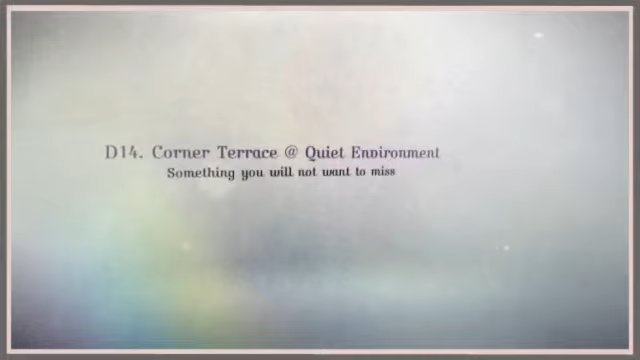 D14. Corner Terrace @ Quiet Environment
Something you will not want to miss